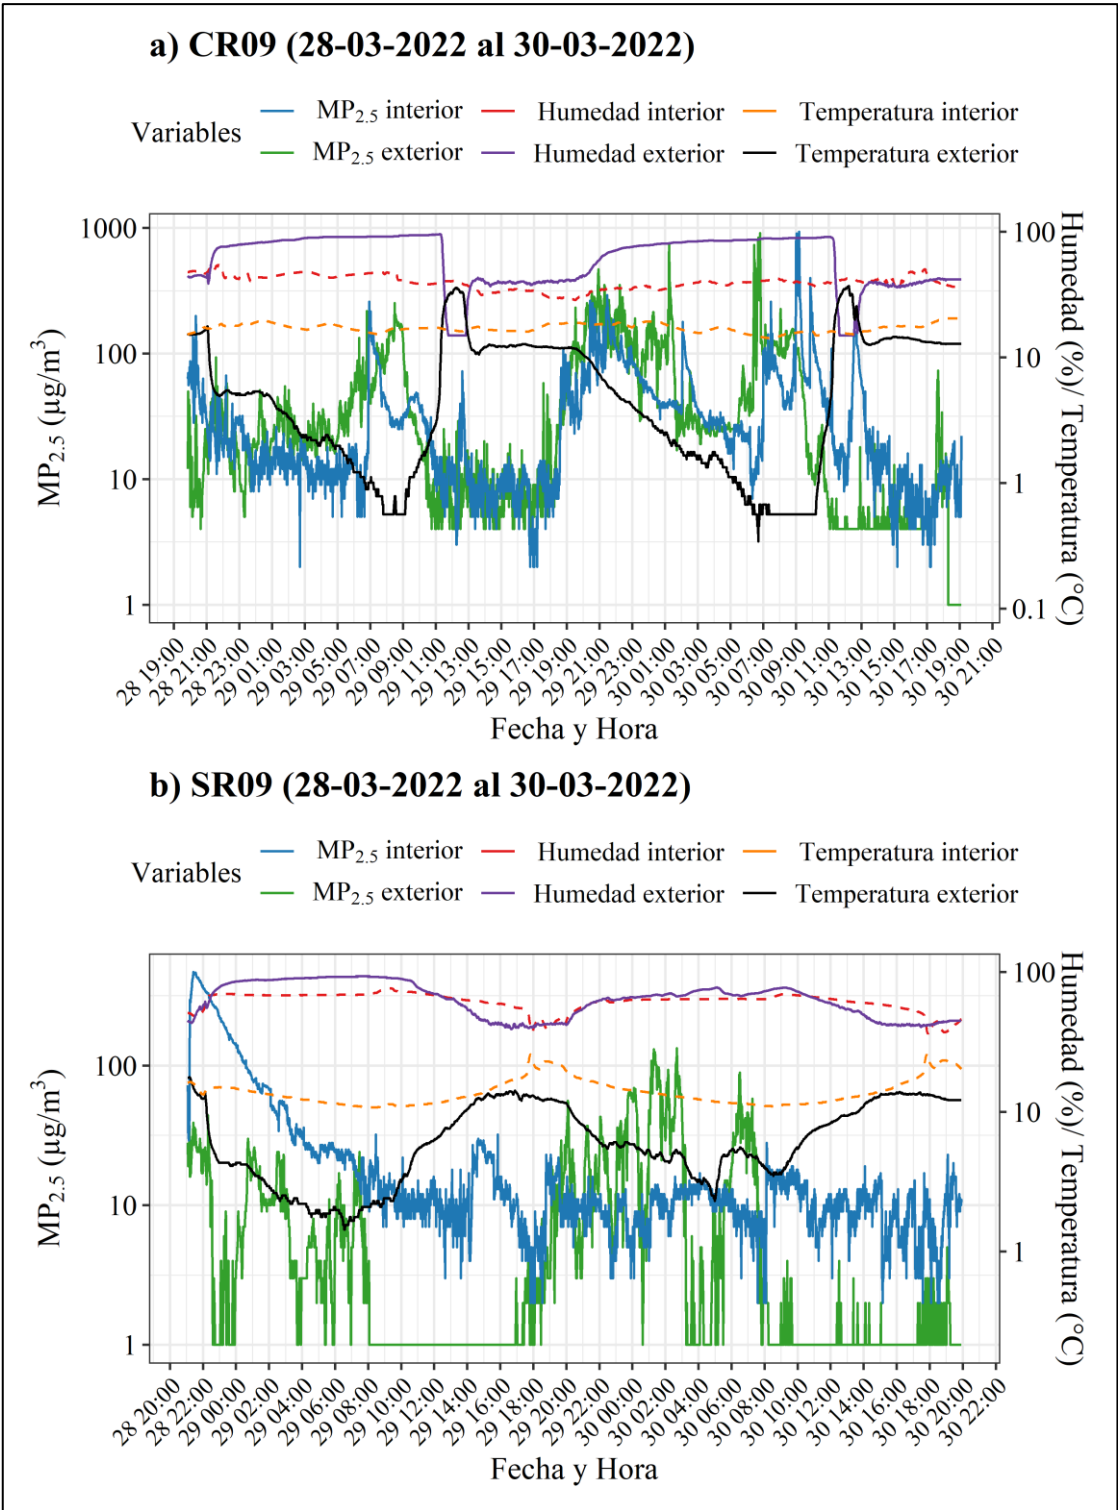 a) CR09 (28-03-2022 al 30-03-2022)
Variables
MP2.5 interior Humedad interior Temperatura interior
MP2.5 exterior Humedad exterior Temperatura exterior
MP2.5 (µg/m3)
1000
100
10
1
Humedad (%)/ Temperatura (°C)
100
10
1
0.1
28 19:00 28 21:00 28 23:00 29 01:00 29 03:00 29 05:00 29 07:00 29 09:00 29 11:00 29 13:00 29 15:00 29 17:00 29 19:00 29 21:00 29 23:00 30 01:00 30 03:00 30 05:00 30 07:00 30 09:00 30 11:00 30 13:00 30 15:00 30 17:00 30 19:00 30 21:00
Fecha y Hora
b) SR09 (28-03-2022 al 30-03-2022)
Variables
MP2.5 interior Humedad interior Temperatura interior
MP2.5 exterior Humedad exterior Temperatura exterior
MP2.5 (µg/m3)
100
10
1
Humedad (%)/ Temperatura (°C)
100
10
1
28 20:00 28 22:00 29 00:00 29 02:00 29 04:00 29 06:00 29 08:00 29 10:00 29 12:00 29 14:00 29 16:00 29 18:00 29 20:00 29 22:00 30 00:00 30 02:00 30 04:00 30 06:00 30 08:00 30 10:00 30 12:00 30 14:00 30 16:00 30 18:00 30 20:00 30 22:00
Fecha y Hora